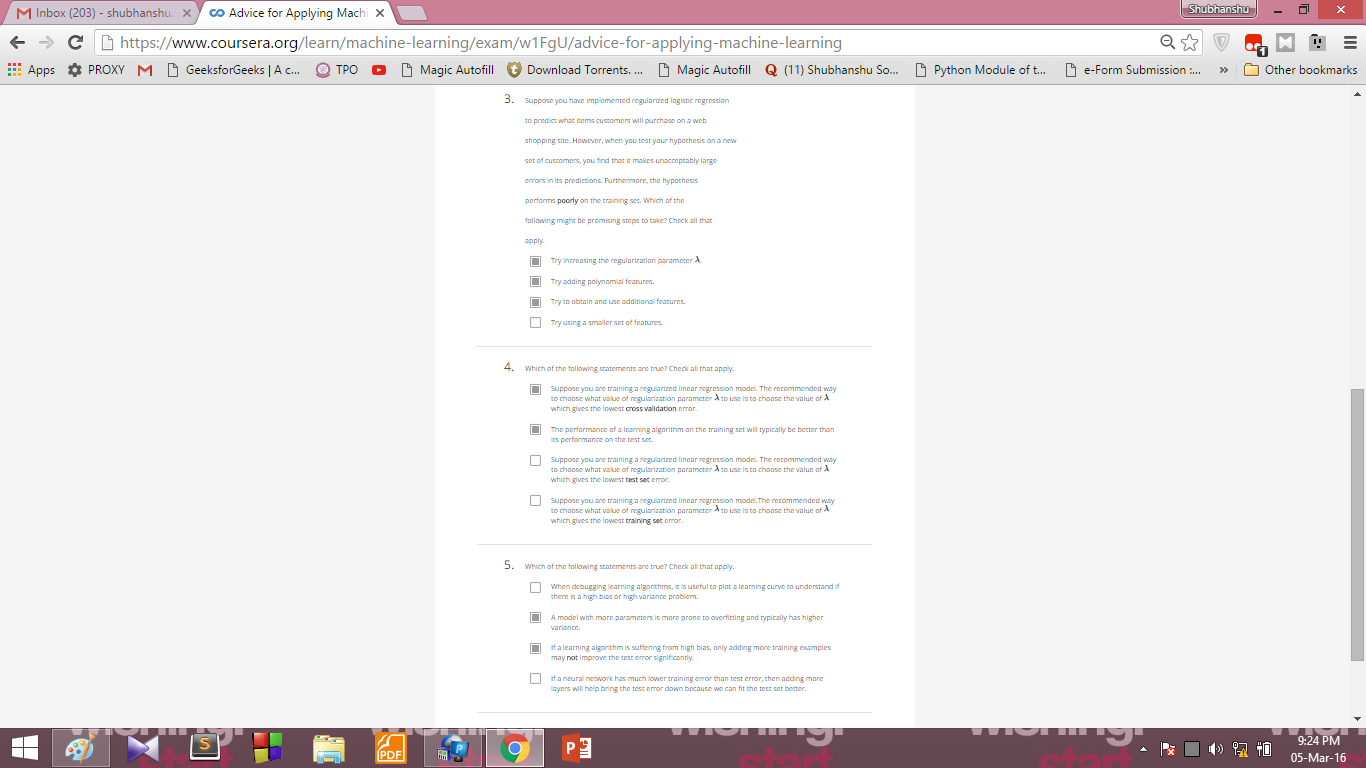 Inbox (203) - shubhanshu.
Advice for Applying Machi
Shubhanshu
https://www.coursera.org/learn/machine-learning/exam/w1FgU/advice-for-applying-machine-learning
1
Apps
PROXY
GeeksforGeeks | A c...
TPO
Magic Autofill
Download Torrents. ...
Magic Autofill
(11) Shubhanshu So...
Python Module of t...
e-Form Submission :...
»
Other bookmarks
3. Suppose you have implemented regularized logistic regression
to predict what items customers will purchase on a web
shopping site. However, when you test your hypothesis on a new
set of customers, you find that it makes unacceptably large
errors in its predictions. Furthermore, the hypothesis
performs poorly on the training set. Which of the
following might be promising steps to take? Check all that
apply.
Try increasing the regularization parameter λ.
Try adding polynomial features.
Try to obtain and use additional features.
Try using a smaller set of features.
4. Which of the following statements are true? Check all that apply.
Suppose you are training a regularized linear regression model. The recommended way
to choose what value of regularization parameter λ to use is to choose the value of λ
which gives the lowest cross validation error.
The performance of a learning algorithm on the training set will typically be better than
its performance on the test set.
Suppose you are training a regularized linear regression model. The recommended way
to choose what value of regularization parameter λ to use is to choose the value of λ
which gives the lowest test set error.
Suppose you are training a regularized linear regression model.The recommended way
to choose what value of regularization parameter λ to use is to choose the value of λ
which gives the lowest training set error.
5. Which of the following statements are true? Check all that apply.
When debugging learning algorithms, it is useful to plot a learning curve to understand if
there is a high bias or high variance problem.
A model with more parameters is more prone to overfitting and typically has higher
variance.
If a learning algorithm is suffering from high bias, only adding more training examples
may not improve the test error significantly.
If a neural network has much lower training error than test error, then adding more
layers will help bring the test error down because we can fit the test set better.
PDF
start
start
start
9:24 PM
05-Mar-16